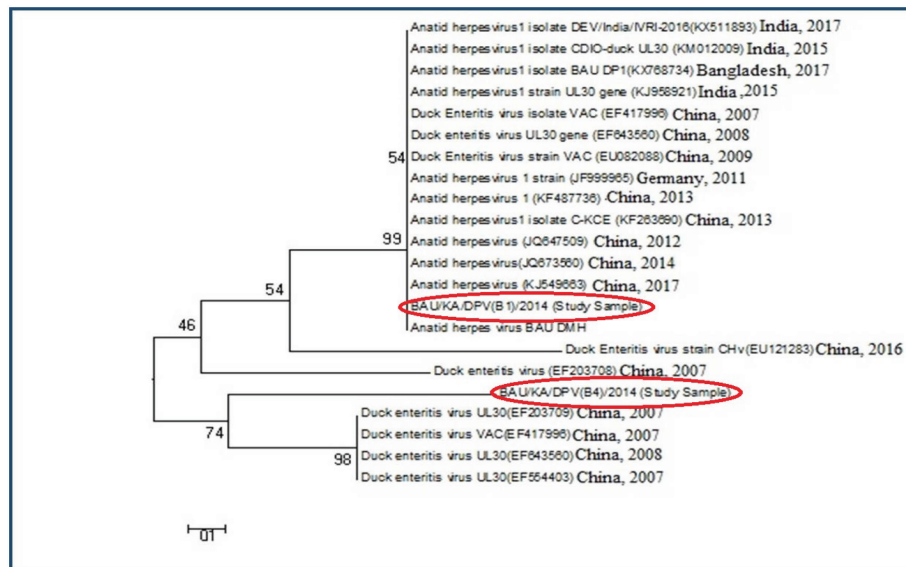 Anatid herpesvirus1 isolate DEV/India/IVRI-2016(KX511893) India, 2017
Anatid herpesvirus1 isolate CDIO-duck UL30 (KM012009) India, 2015
Anatid herpesvirus1 isolate BAU DP1(KX768734) Bangladesh, 2017
Anatid herpesvirus1 strain UL30 gene (KJ958921) India ,2015
Duck Enteritis virus isolate VAC (EF417996) China, 2007
Duck enteritis virus UL30 gene (EF643560) China, 2008
54
Duck Enteritis virus strain VAC (EU082088) China, 2009
Anatid herpesvirus 1 strain (JF999965) Germany, 2011
Anatid herpesvirus 1 (KF487736) China, 2013
Anatid herpesvirus1 isolate C-KCE (KF263690) China, 2013
99
Anatid herpesvirus (JQ647509) China, 2012
Anatid herpesvirus(JQ673560) China, 2014
Anatid herpesvirus (KJ549663) China, 2017
54
BAU/KA/DPV(B1)/2014 (Study Sample)
46
Anatid herpes virus BAU DMH
Duck Enteritis virus strain CHv(EU121283) China, 2016
Duck enteritis virus (EF203708) China, 2007
BAU/KA/DPV(B4)/2014 (Study Sample)
Duck enteritis virus UL30(EF203709) China, 2007
74
Duck enteritis virus VAC(EF417996) China, 2007
98
Duck enteritis virus UL30(EF643560) China, 2008
Duck enteritis virus UL30(EF554403) China, 2007
01